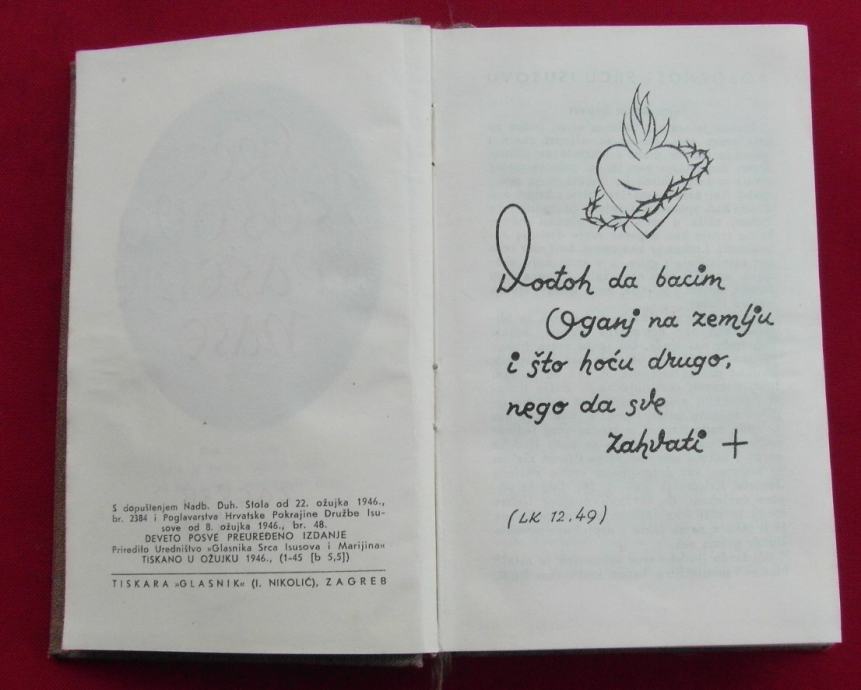 S dopuštenjem Nadb. Duh. Stola od 22. ožujka 1946.,
br. 2384 i Poglavarstva Hrvatske Pokrajine Družbe Isu-
sove od 8. ožujka 1946., br. 48.
DEVETO POSVE PREUREĐENO IZDANJE
Priredilo Uredništvo »Glasnika Srca Isusova i Marijina«
TISKANO U OŽUJKU 1946., (1-45 [b 5,5])
TISKARA »GLASNIK« (I. NIKOLIĆ), ZAGREB
Dođoh da bacim
Oganj na zemlju
i što hoću drugo,
nego da sve
zahvati +
(LK 12.49)